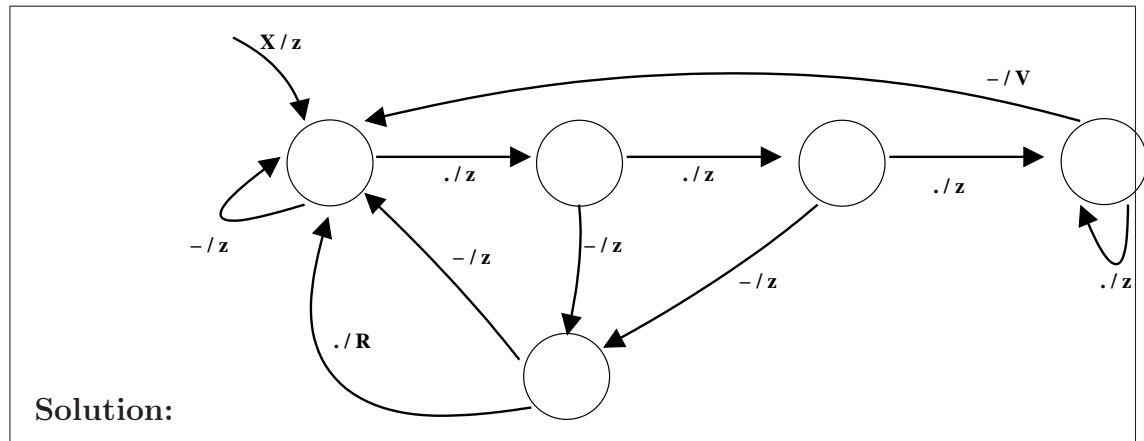 X / z
– / V
. / z
. / z
. / z
– / z
– / z
– / z
– / z
. / z
. / R
Solution: